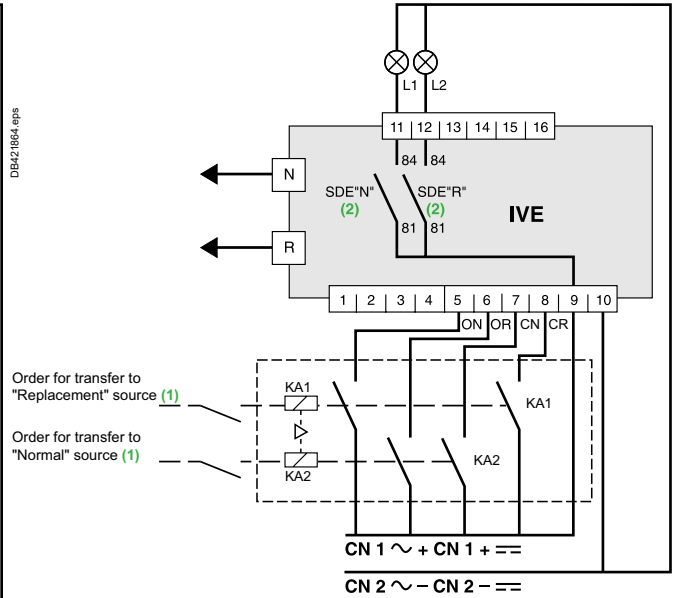 DB421864.eps
L1 L2
11 12 13 14 15 16
84 84
N
SDE"N" SDE"R"
(2) (2)
IVE
81 81
R
1 2 3 4 5 6 7 8 9 10
ON OR CN CR
Order for transfer to
"Replacement" source (1)
KA1
KA1
Order for transfer to
"Normal" source (1)
KA2
KA2
CN 1 ~ + CN 1 + ⎓
CN 2 ~ – CN 2 – ⎓